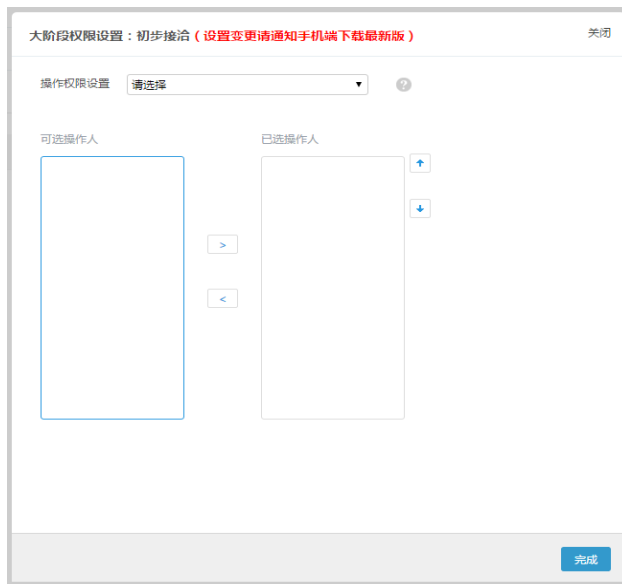 大阶段权限设置：初步接洽（设置变更请通知手机端下载最新版） 关闭
操作权限设置 请选择 ?
可选操作人 已选操作人
>
<
完成